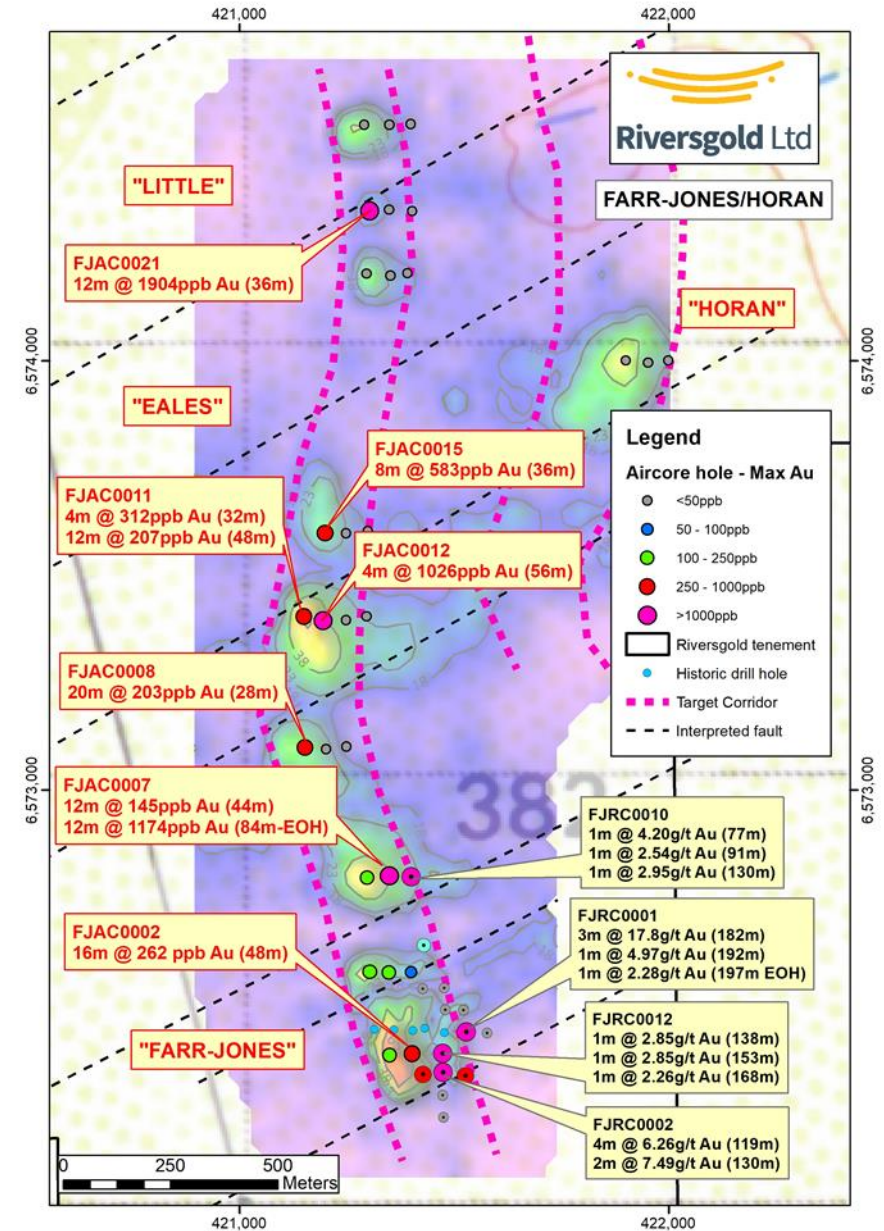 421,000
422,000
Riversgold Ltd
FARR-JONES/HORAN
"LITTLE"
FJAC0021
12m @ 1904ppb Au (36m)
"HORAN"
6,574,000
6,574,000
"EALES"
FJAC0015
8m @ 583ppb Au (36m)
FJAC0011
4m @ 312ppb Au (32m)
12m @ 207ppb Au (48m)
FJAC0012
4m @ 1026ppb Au (56m)
Legend
Aircore hole - Max Au
<50ppb
50 - 100ppb
100 - 250ppb
250 - 1000ppb
>1000ppb
Riversgold tenement
Historic drill hole
Target Corridor
Interpreted fault
FJAC0008
20m @ 203ppb Au (28m)
6,573,000
6,573,000
FJAC0007
12m @ 145ppb Au (44m)
12m @ 1174ppb Au (84m-EOH)
382
FJRC0010
1m @ 4.20g/t Au (77m)
1m @ 2.54g/t Au (91m)
1m @ 2.95g/t Au (130m)
FJAC0002
16m @ 262 ppb Au (48m)
FJRC0001
3m @ 17.8g/t Au (182m)
1m @ 4.97g/t Au (192m)
1m @ 2.28g/t Au (197m EOH)
"FARR-JONES"
FJRC0012
1m @ 2.85g/t Au (138m)
1m @ 2.85g/t Au (153m)
1m @ 2.26g/t Au (168m)
FJRC0002
4m @ 6.26g/t Au (119m)
2m @ 7.49g/t Au (130m)
0 250 500
Meters
421,000
422,000
23
23
18
23
38
18
23